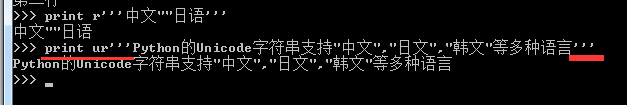 第二行
>>> print r'''中文""日语'''
中文""日语
>>> print ur'''Python的Unicode字符串支持"中文","日文","韩文"等多种语言'''
Python的Unicode字符串支持"中文","日文","韩文"等多种语言
>>>